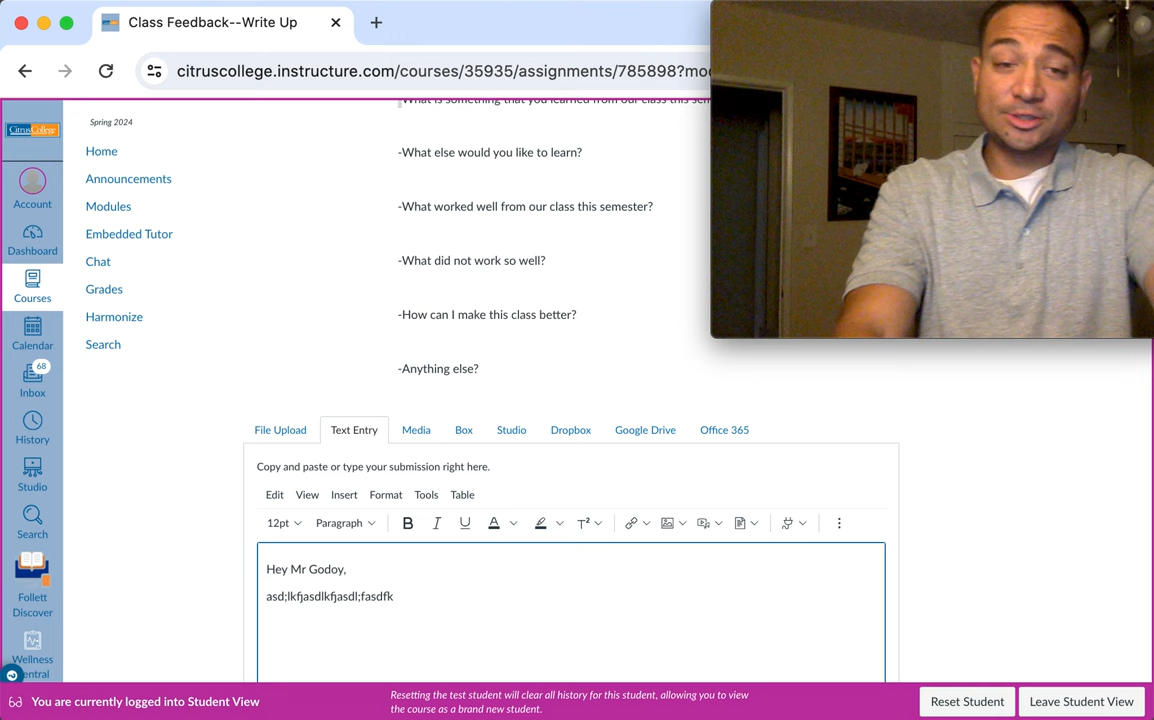 Class Feedback--Write Up
citruscollege.instructure.com/courses/35935/assignments/785898?mo
CitrusCollege
Account
Dashboard
Courses
Calendar
68
Inbox
History
Studio
Search
Follett
Discover
Wellness
entral
Spring 2024
Home
Announcements
Modules
Embedded Tutor
Chat
Grades
Harmonize
Search
-What is something that you learned from our class this sem
-What else would you like to learn?
-What worked well from our class this semester?
-What did not work so well?
-How can I make this class better?
-Anything else?
File Upload Text Entry Media Box Studio Dropbox Google Drive Office 365
Copy and paste or type your submission right here.
Edit View Insert Format Tools Table
12pt Paragraph B I U A T²
Hey Mr Godoy,
asd;lkfjasdlkfjasdl;fasdfk
You are currently logged into Student View
Resetting the test student will clear all history for this student, allowing you to view
the course as a brand new student.
Reset Student Leave Student View